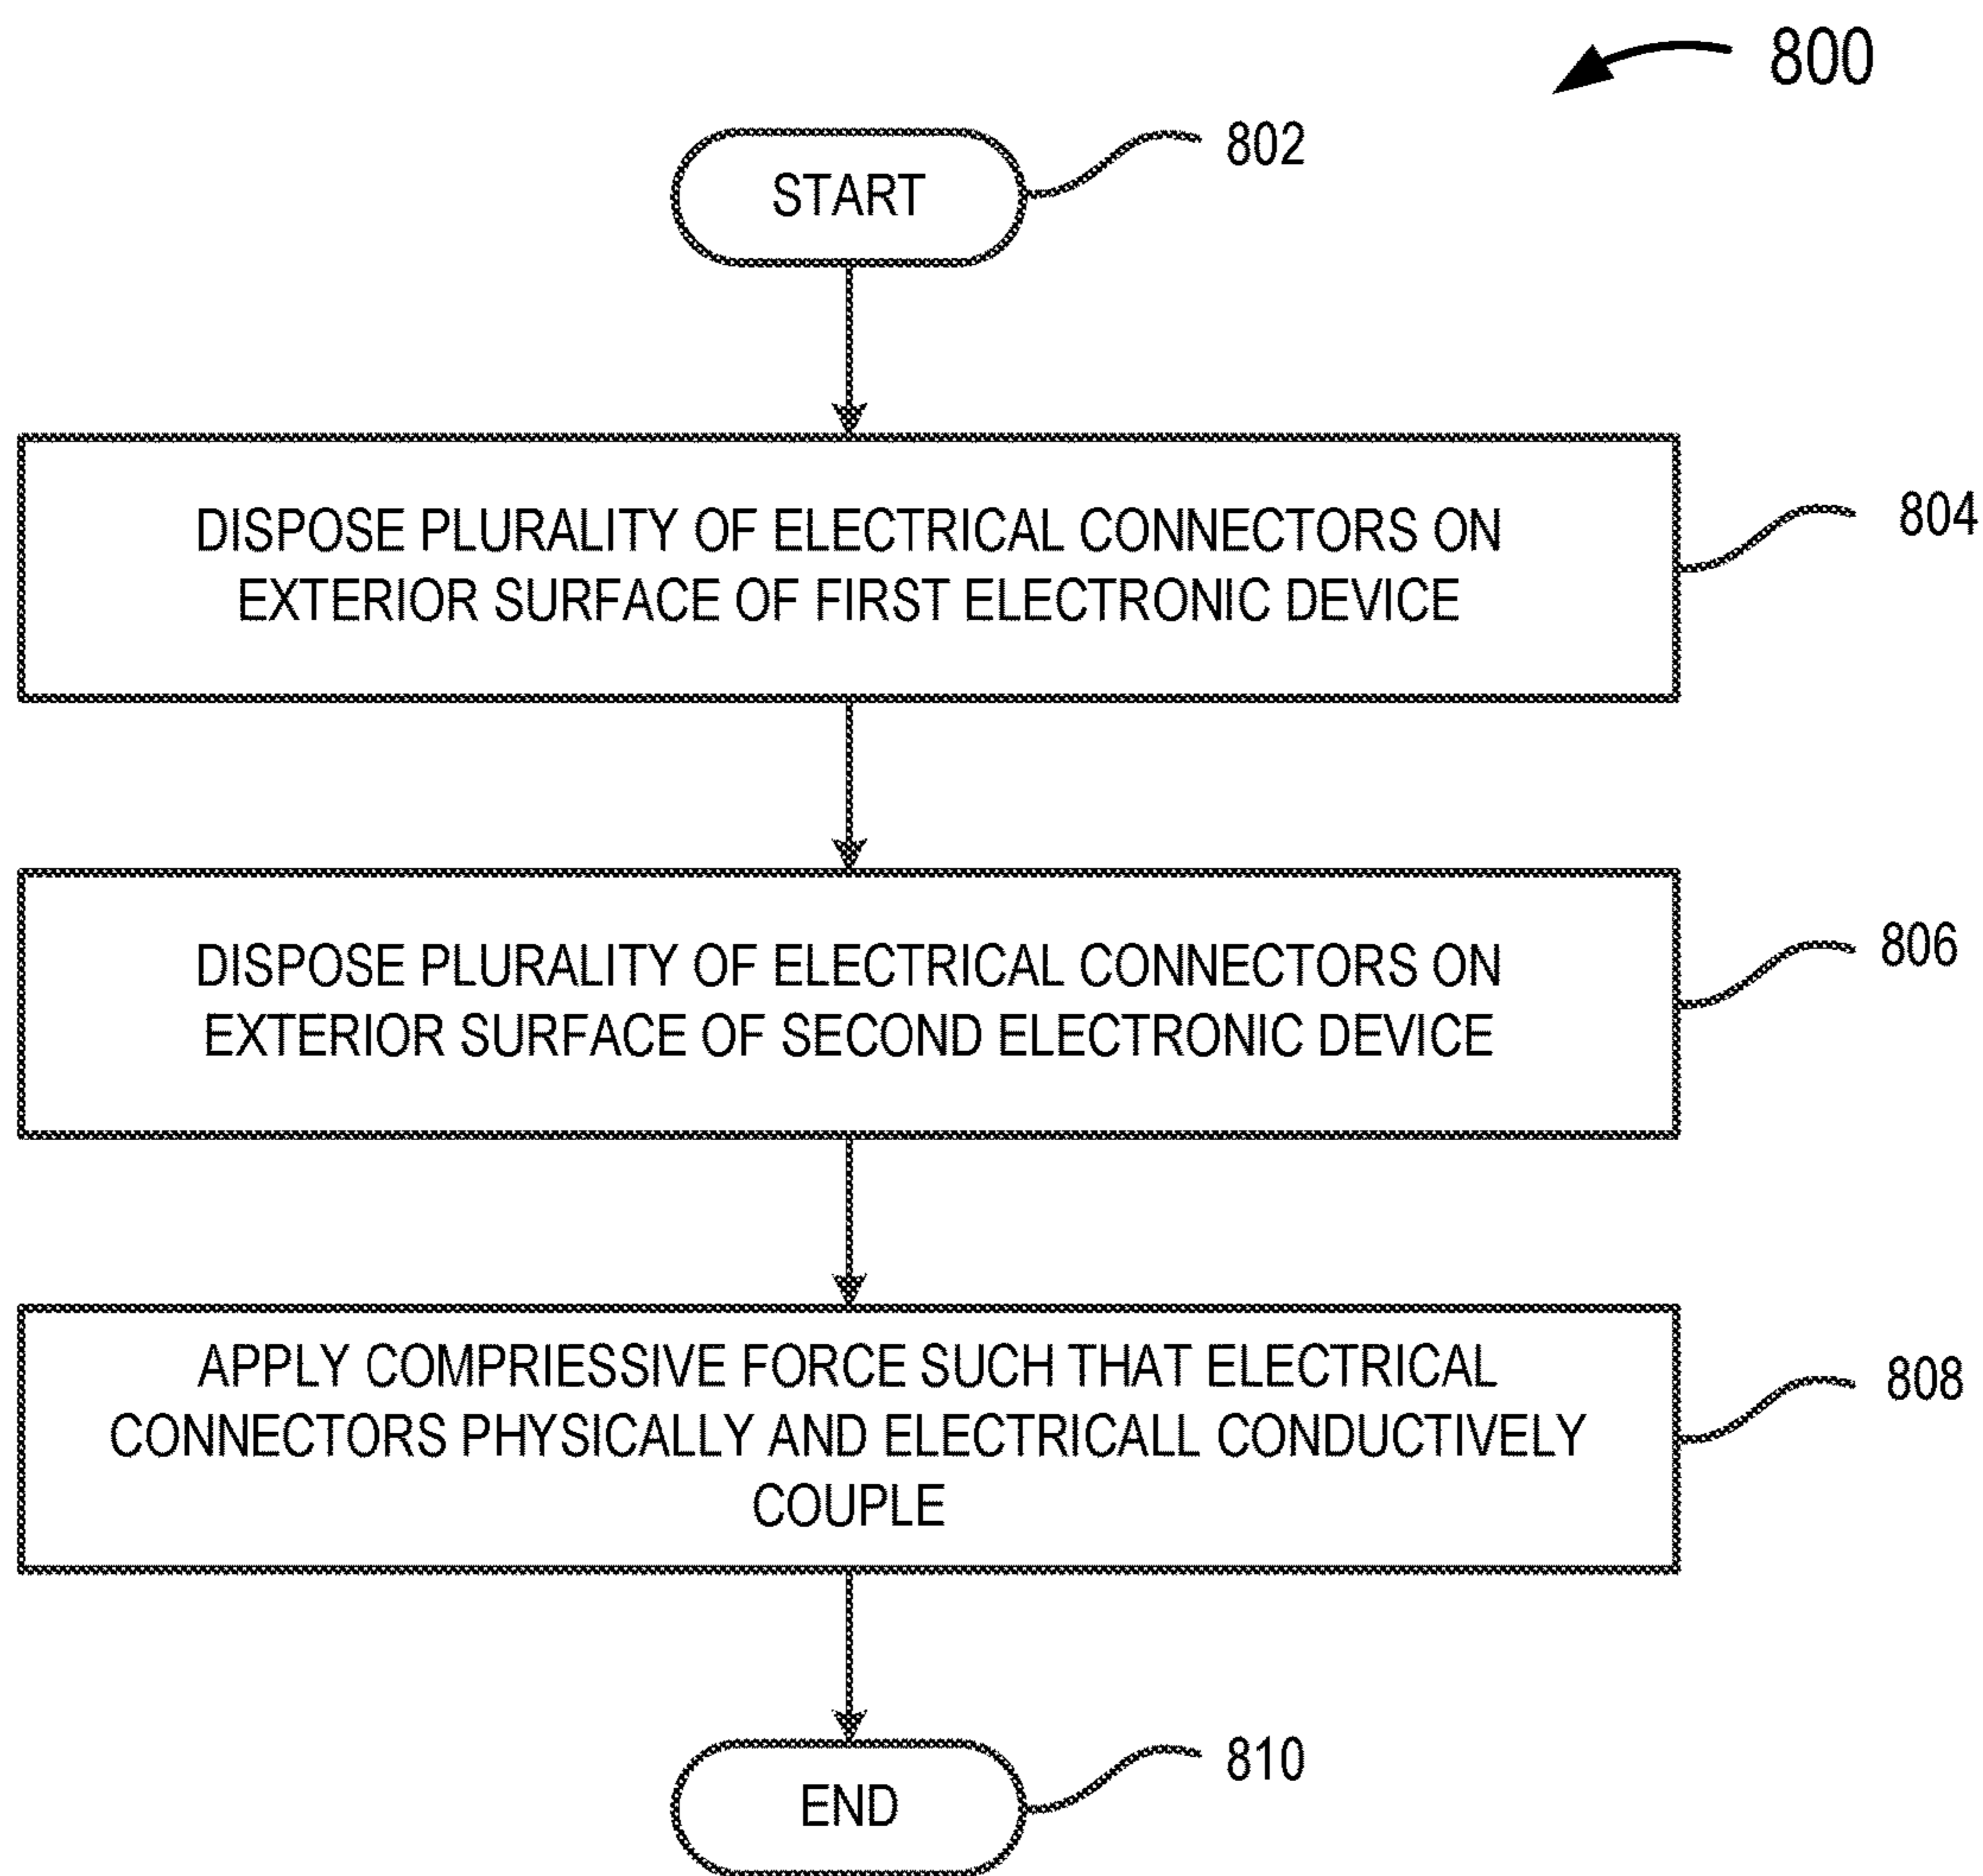 800
START
802
DISPOSE PLURALITY OF ELECTRICAL CONNECTORS ON
EXTERIOR SURFACE OF FIRST ELECTRONIC DEVICE
804
DISPOSE PLURALITY OF ELECTRICAL CONNECTORS ON
EXTERIOR SURFACE OF SECOND ELECTRONIC DEVICE
806
APPLY COMPRIESSIVE FORCE SUCH THAT ELECTRICAL
CONNECTORS PHYSICALLY AND ELECTRICALL CONDUCTIVELY
COUPLE
808
END
810